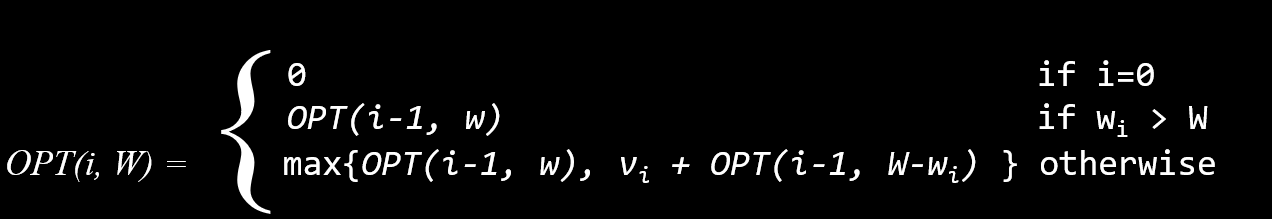 0 if i=0
OPT(i-1, w) if wᵢ > W
OPT(i, W) = max{OPT(i-1, w), vᵢ + OPT(i-1, W-wᵢ) } otherwise